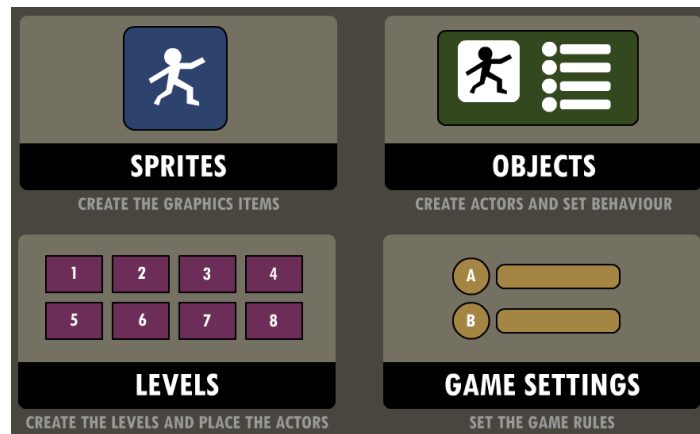 SPRITES
CREATE THE GRAPHICS ITEMS
OBJECTS
CREATE ACTORS AND SET BEHAVIOUR
1 2 3 4
5 6 7 8
LEVELS
CREATE THE LEVELS AND PLACE THE ACTORS
A
B
GAME SETTINGS
SET THE GAME RULES